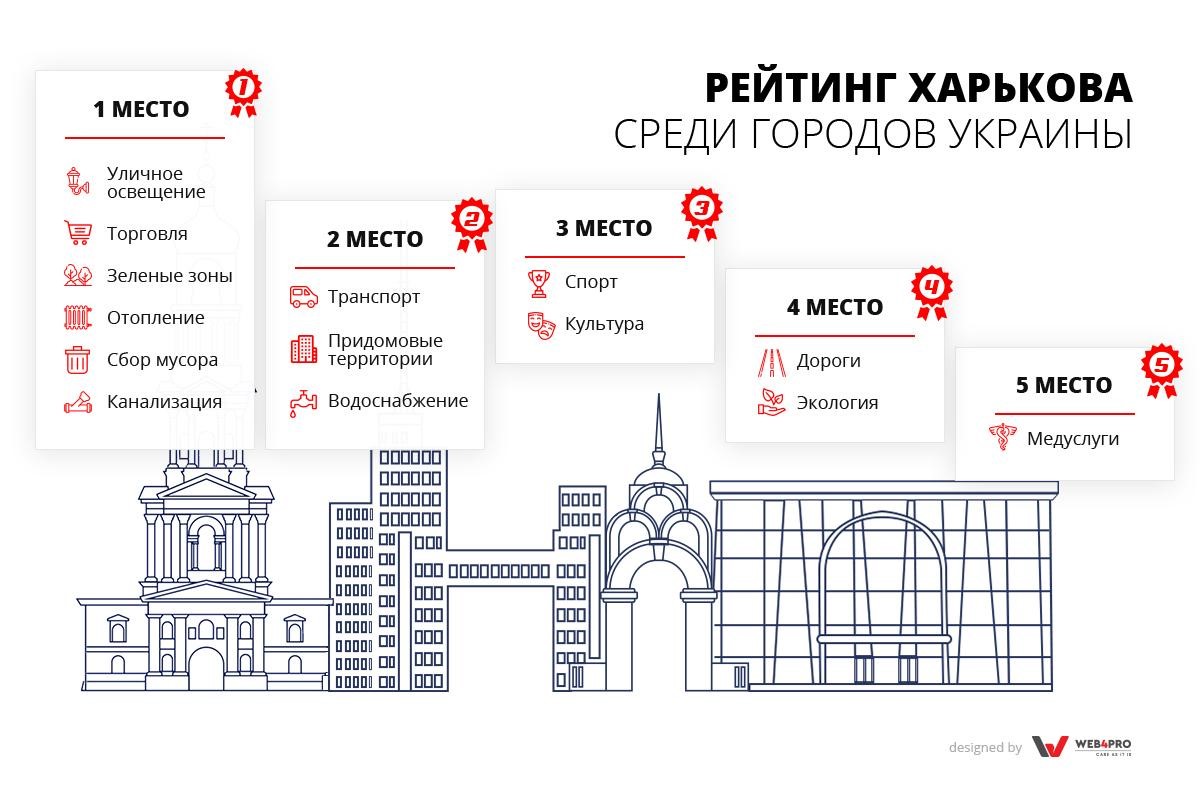 РЕЙТИНГ ХАРЬКОВА
СРЕДИ ГОРОДОВ УКРАИНЫ
1
1 МЕСТО
Уличное
освещение
Торговля
Зеленые зоны
Отопление
Сбор мусора
Канализация
2
2 МЕСТО
Транспорт
Придомовые
территории
Водоснабжение
3
3 МЕСТО
Спорт
Культура
4
4 МЕСТО
Дороги
Экология
5
5 МЕСТО
Медуслуги
designed by
WEB4PRO
CARE AS IT IS